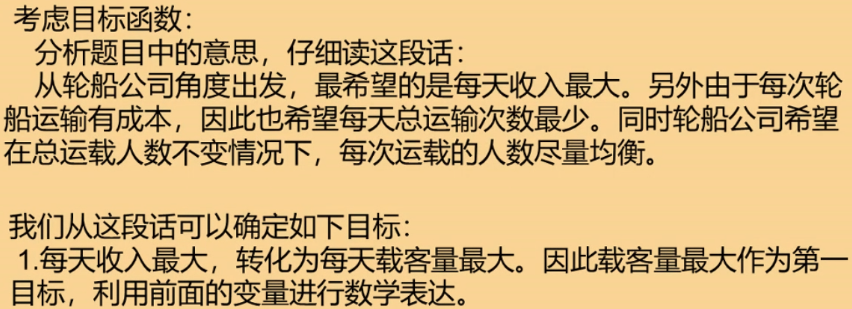 考虑目标函数：
分析题目中的意思，仔细读这段话：
从轮船公司角度出发，最希望的是每天收入最大。另外由于每次轮
船运输有成本，因此也希望每天总运输次数最少。同时轮船公司希望
在总运载人数不变情况下，每次运载的人数尽量均衡。
我们从这段话可以确定如下目标：
1.每天收入最大，转化为每天载客量最大。因此载客量最大作为第一
目标，利用前面的变量进行数学表达。